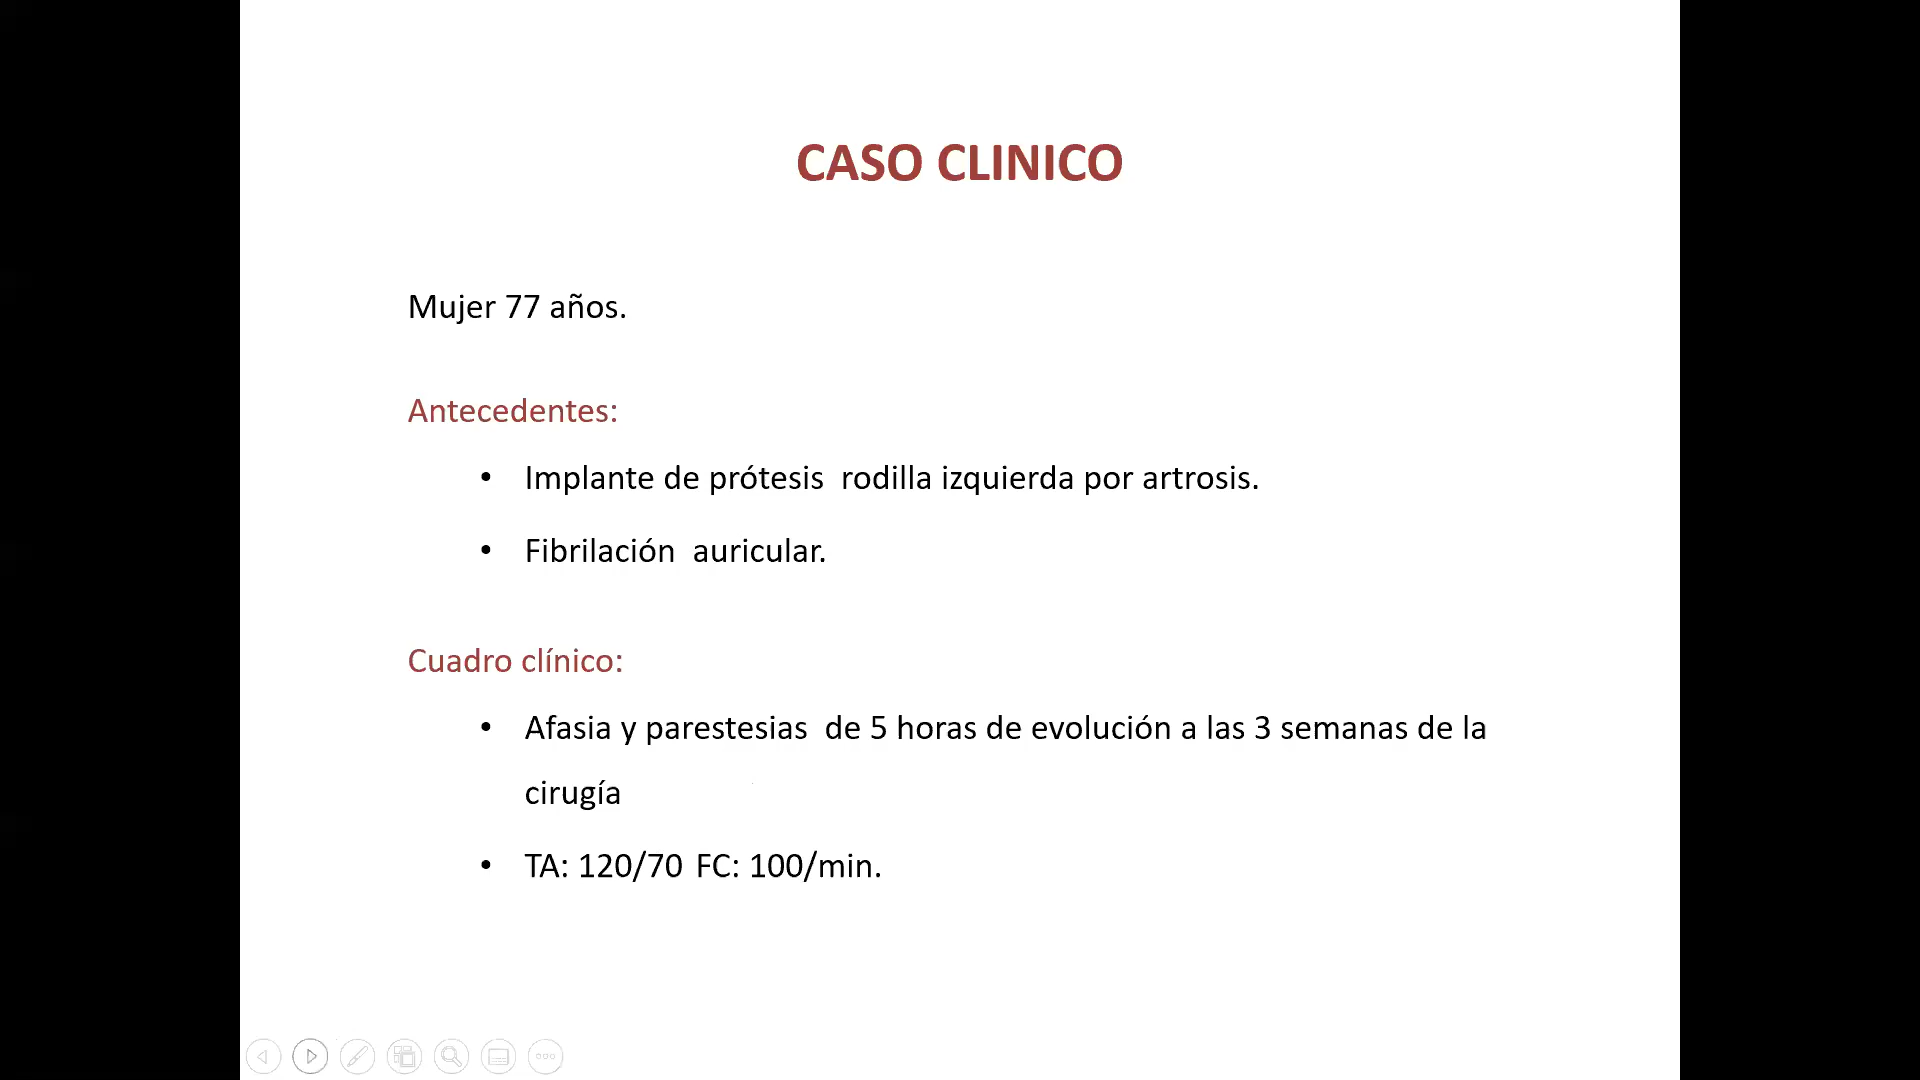 CASO CLINICO
Mujer 77 años.
Antecedentes:
• Implante de prótesis rodilla izquierda por artrosis.
• Fibrilación auricular.
Cuadro clínico:
• Afasia y parestesias de 5 horas de evolución a las 3 semanas de la
cirugía
• TA: 120/70 FC: 100/min.